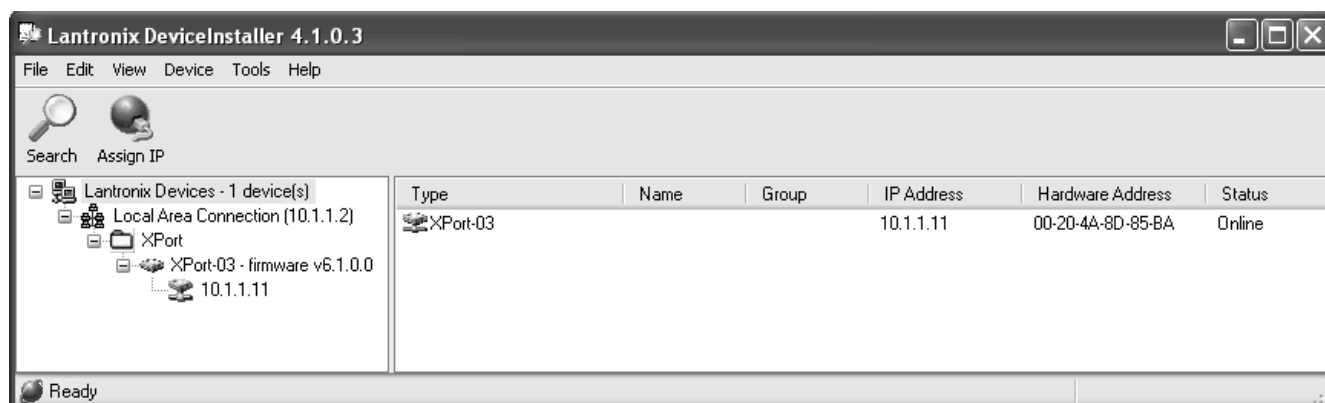 Lantronix DeviceInstaller 4.1.0.3
File Edit View Device Tools Help
Search Assign IP
Lantronix Devices - 1 device(s)
Local Area Connection (10.1.1.2)
XPort
XPort-03 - firmware v6.1.0.0
10.1.1.11
Type Name Group IP Address Hardware Address Status
XPort-03 10.1.1.11 00-20-4A-8D-85-BA Online
Ready